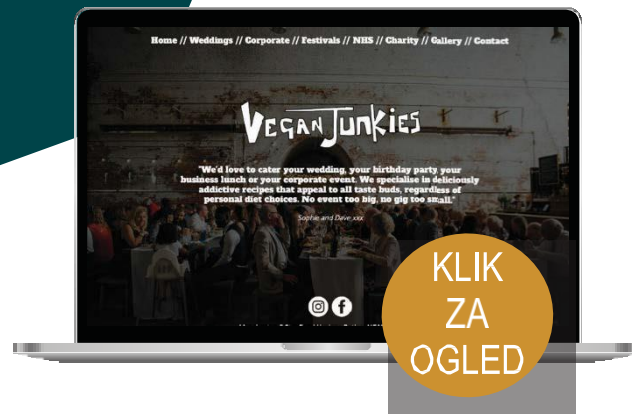 Home // Weddings // Corporate // Festivals // NHS // Charity // Gallery // Contact
VEGAN JUNKIES
"We'd love to cater your wedding, your birthday party, your
business lunch or your corporate event. We specialise in deliciously
addictive recipes that appeal to all taste buds, regardless of
personal diet choices. No event too big, no gig too small."
Sophie and Dave xxx
KLIK
ZA
OGLED